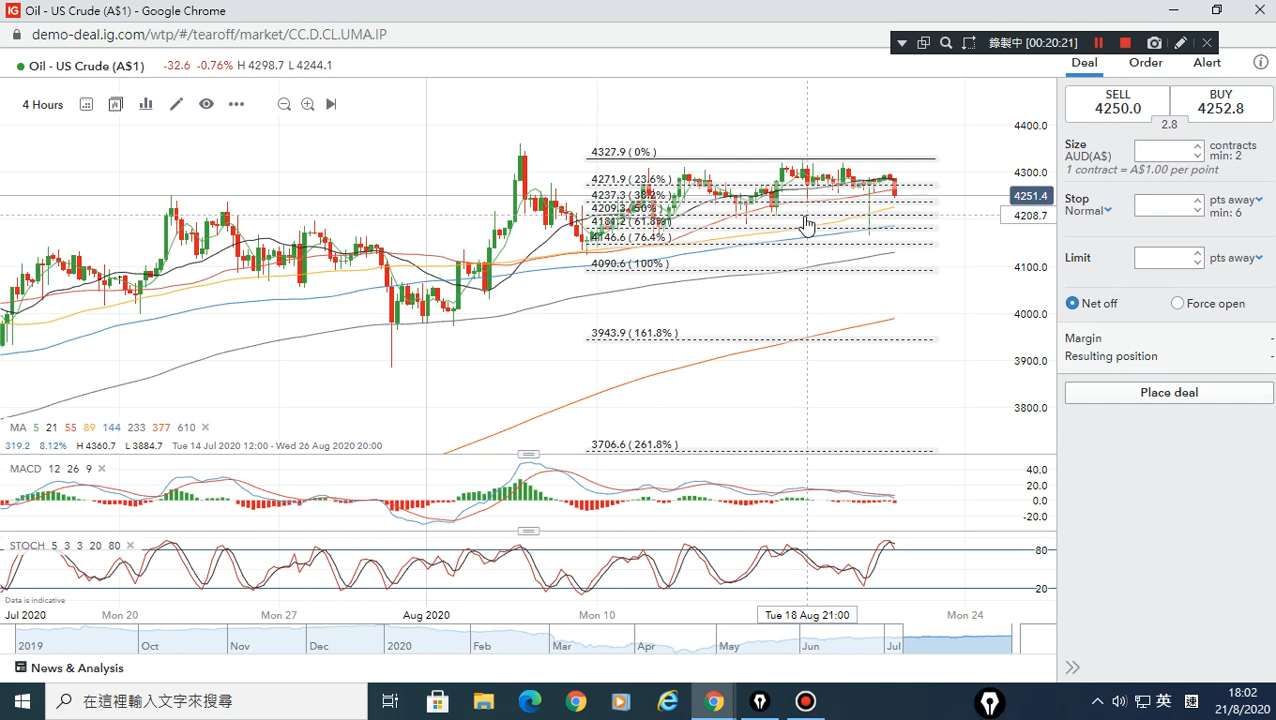 IG Oil - US Crude (A$1) - Google Chrome
demo-deal.ig.com/wtp/#/tearoff/market/CC.D.CL.UMA.IP
錄製中 [00:20:21]
Oil - US Crude (A$1) -32.6 -0.76% H 4298.7 L 4244.1
Deal Order Alert
4 Hours
SELL
4250.0
BUY
4252.8
2.8
Size
AUD(A$)
contracts
min: 2
1 contract = A$1.00 per point
Stop
Normal
pts away
min: 6
Limit
pts away
Net off
Force open
Margin -
Resulting position -
Place deal
4400.0
4300.0
4251.4
4208.7
4100.0
4000.0
3900.0
3800.0
4327.9 ( 0% )
4271.9 ( 23.6% )
4237.3 ( 38.2% )
4209.3 ( 50% )
4181.2 ( 61.8% )
4146.6 ( 76.4% )
4090.6 ( 100% )
3943.9 ( 161.8% )
3706.6 ( 261.8% )
MA 5 21 55 89 144 233 377 610
319.2 8.12% H 4360.7 L 3884.7 Tue 14 Jul 2020 12:00 - Wed 26 Aug 2020 20:00
MACD 12 26 9
40.0
20.0
0.0
-20.0
STOCH 5 3 3 20 80
80
20
Data is indicative
Jul 2020 Mon 20 Mon 27 Aug 2020 Mon 10 Tue 18 Aug 21:00 Mon 24
2019 Oct Nov Dec 2020 Feb Mar Apr May Jun Jul
News & Analysis
在這裡輸入文字來搜尋
英
18:02
21/8/2020